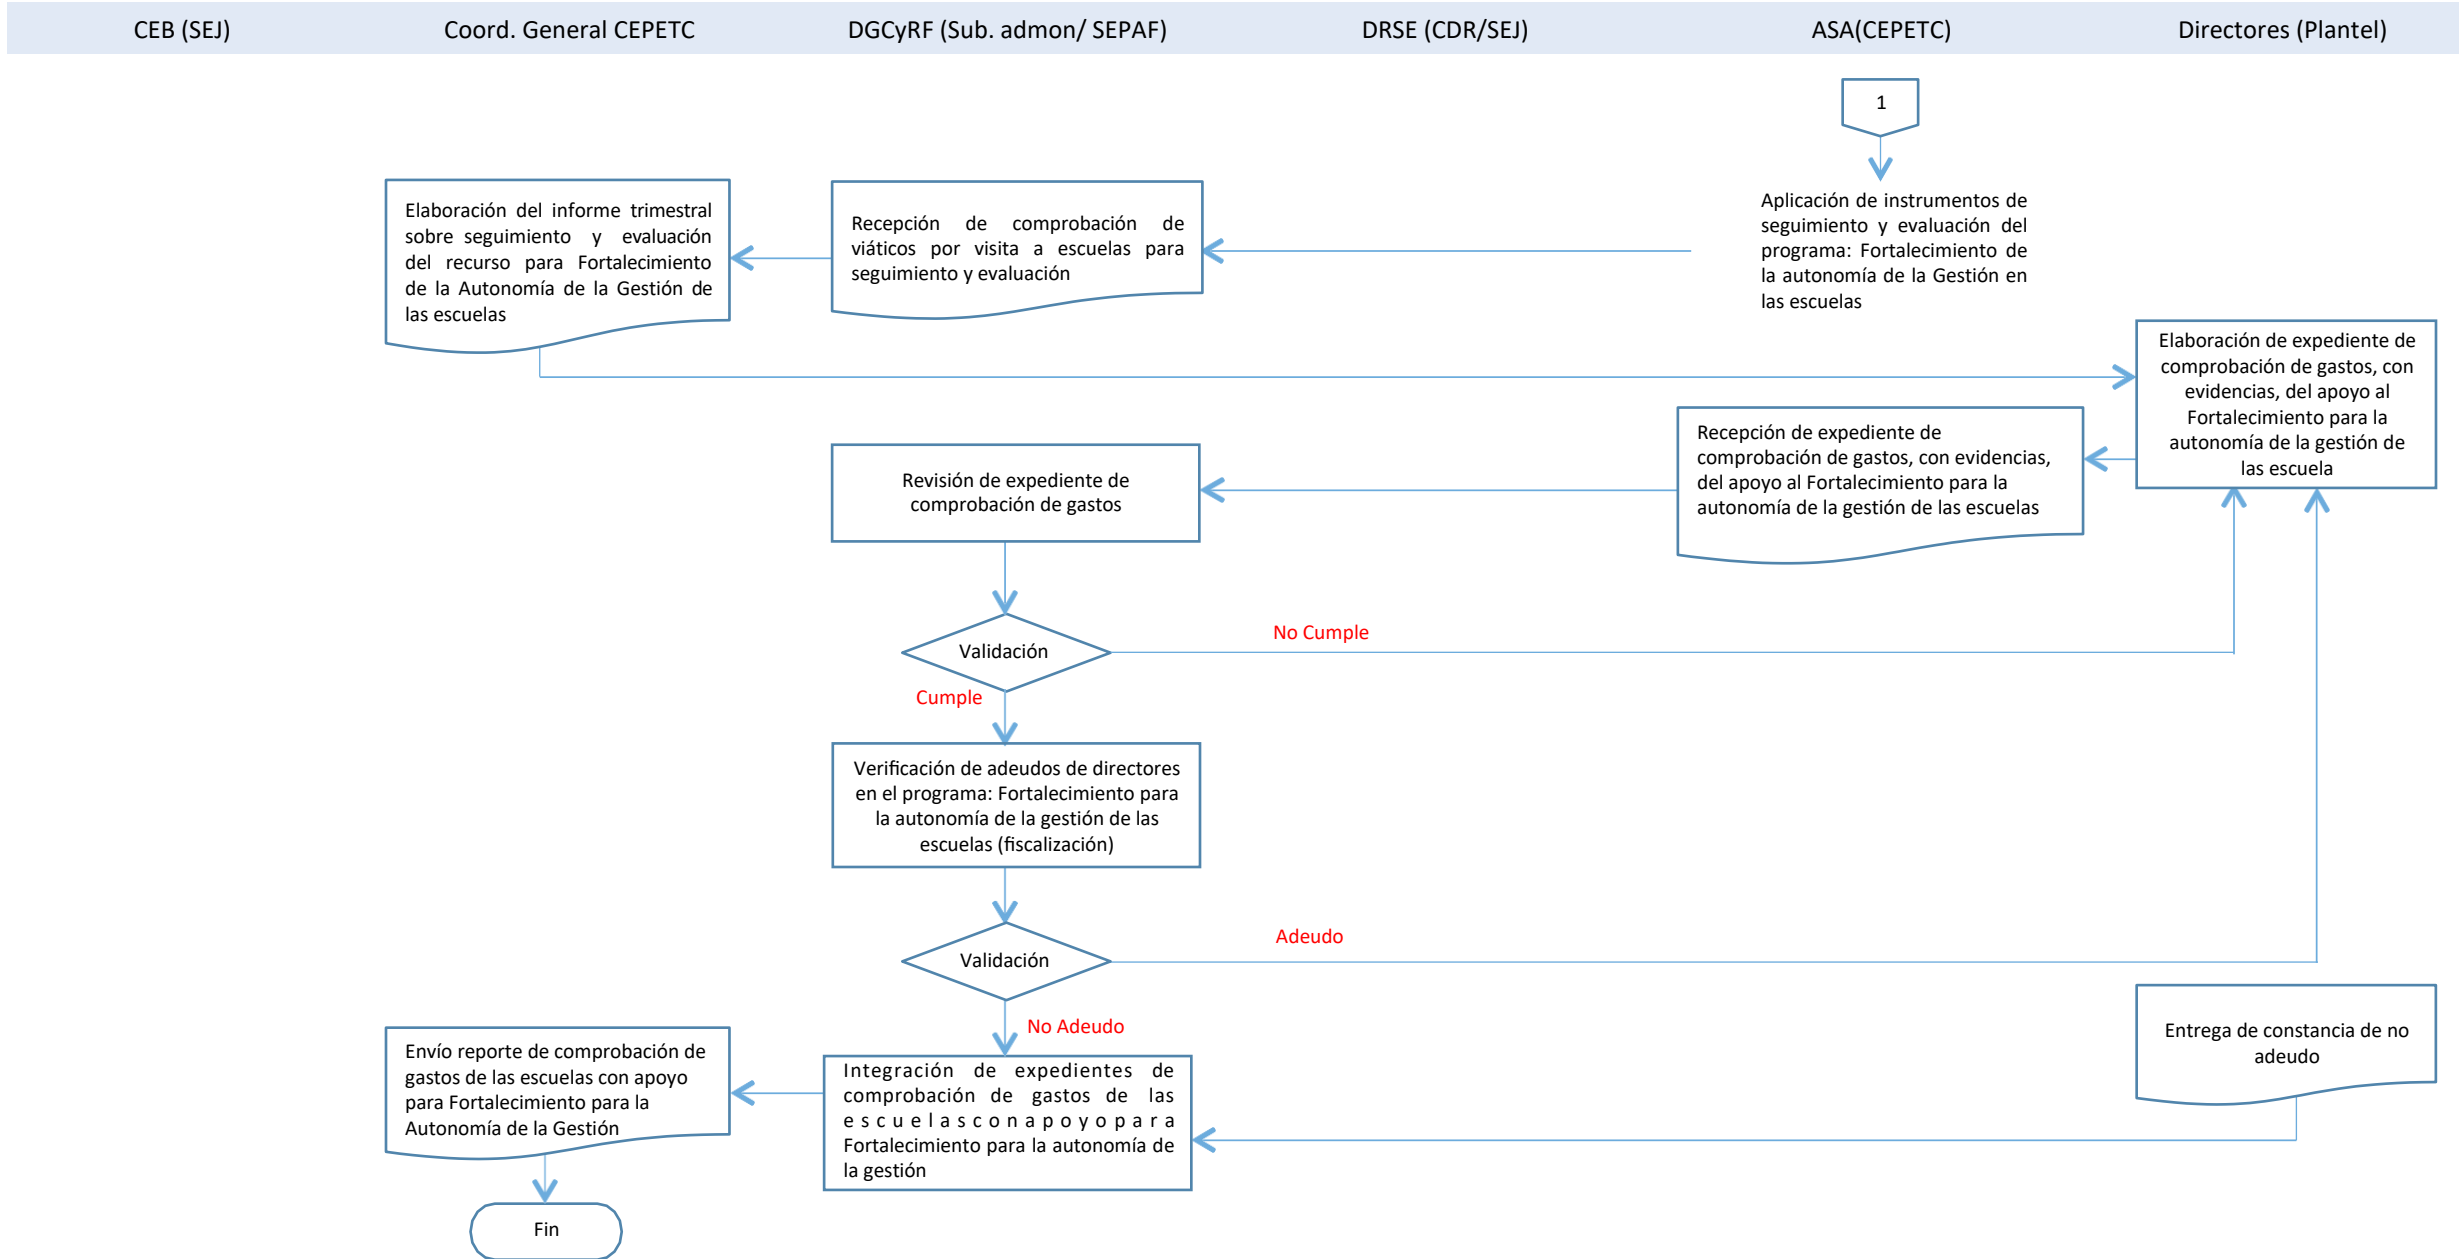 CEB (SEJ)
Coord. General CEPETC
DGCyRF (Sub. admon/ SEPAF)
DRSE (CDR/SEJ)
ASA(CEPETC)
Directores (Plantel)
1
Aplicación de instrumentos de
seguimiento y evaluación del
programa: Fortalecimiento de
la autonomía de la Gestión en
las escuelas
Recepción de comprobación de
viáticos por visita a escuelas para
seguimiento y evaluación
Elaboración del informe trimestral
sobre seguimiento y evaluación
del recurso para Fortalecimiento
de la Autonomía de la Gestión de
las escuelas
Elaboración de expediente de
comprobación de gastos, con
evidencias, del apoyo al
Fortalecimiento para la
autonomía de la gestión de
las escuela
Recepción de expediente de
comprobación de gastos, con evidencias,
del apoyo al Fortalecimiento para la
autonomía de la gestión de las escuelas
Revisión de expediente de
comprobación de gastos
Validación
No Cumple
Cumple
Verificación de adeudos de directores
en el programa: Fortalecimiento para
la autonomía de la gestión de las
escuelas (fiscalización)
Validación
Adeudo
No Adeudo
Entrega de constancia de no
adeudo
Integración de expedientes de
comprobación de gastos de las
e s c u e l a s c o n a p o y o p a r a
Fortalecimiento para la autonomía de
la gestión
Envío reporte de comprobación de
gastos de las escuelas con apoyo
para Fortalecimiento para la
Autonomía de la Gestión
Fin